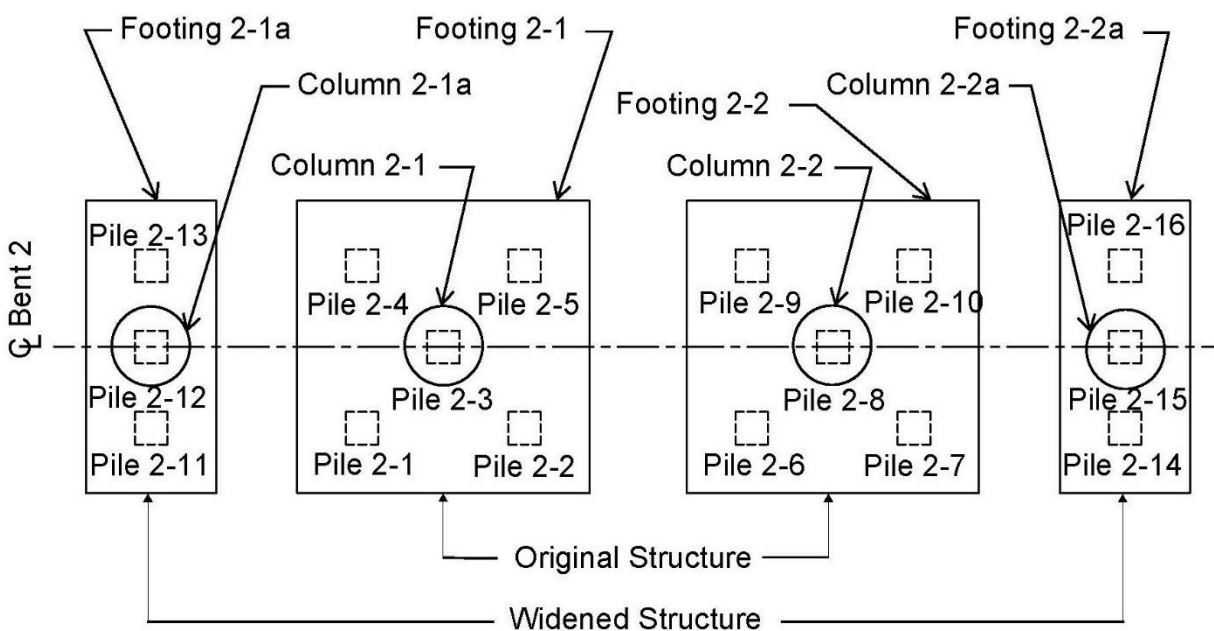 Footing 2-1a
Footing 2-1
Footing 2-2a
Column 2-1a
Column 2-2a
Footing 2-2
Column 2-1
Column 2-2
Pile 2-13
Pile 2-16
℄ Bent 2
Pile 2-4
Pile 2-5
Pile 2-9
Pile 2-10
Pile 2-12
Pile 2-3
Pile 2-8
Pile 2-15
Pile 2-11
Pile 2-1
Pile 2-2
Pile 2-6
Pile 2-7
Pile 2-14
Original Structure
Widened Structure